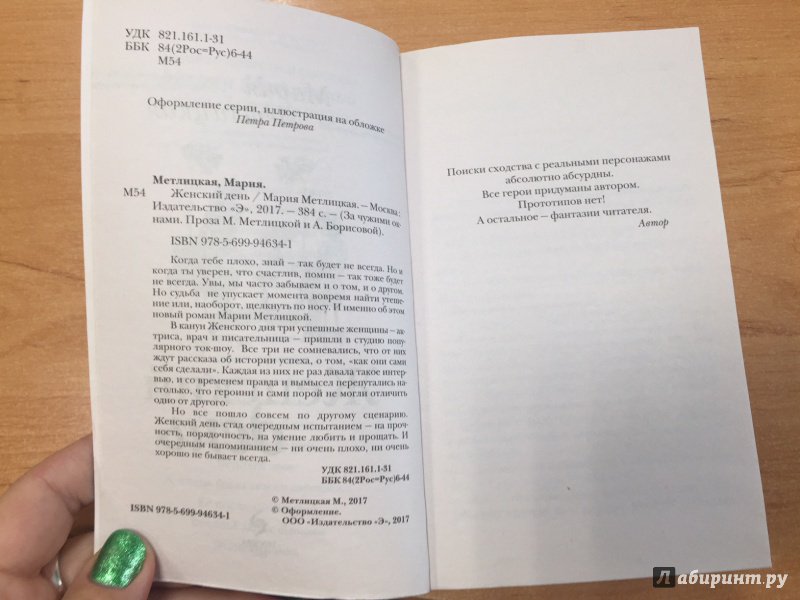 УДК 821.161.1-31
ББК 84(2Рос=Рус)6-44
М54
Оформление серии, иллюстрация на обложке
Петра Петрова
Метлицкая, Мария.
М54 Женский день / Мария Метлицкая. — Москва:
Издательство «Э», 2017. — 384 с. — (За чужими ок-
нами. Проза М. Метлицкой и А. Борисовой).
ISBN 978-5-699-94634-1
Когда тебе плохо, знай — так будет не всегда. Но и
когда ты уверен, что счастлив, помни — так тоже будет
не всегда. Увы, мы часто забываем и о том, и о другом.
Но судьба не упускает момента вовремя найти утеше-
ние или, наоборот, щелкнуть по носу. И именно об этом
новый роман Марии Метлицкой.
В канун Женского дня три успешные женщины — ак-
триса, врач и писательница — пришли в студию попу-
лярного ток-шоу. Все три не сомневались, что от них
ждут рассказа об истории успеха, о том, «как они сами
себя сделали». Каждая из них не раз давала такое интер-
вью, и со временем правда и вымысел перепутались на-
столько, что героини и сами порой не могли отличить
одно от другого.
Но все пошло совсем по другому сценарию.
Женский день стал очередным испытанием — на проч-
ность, порядочность, на умение любить и прощать. И
очередным напоминанием — ни очень плохо, ни очень
хорошо не бывает всегда.
УДК 821.161.1-31
ББК 84(2Рос=Рус)6-44
© Метлицкая М., 2017
© Оформление.
ISBN 978-5-699-94634-1 ООО «Издательство «Э», 2017
Поиски сходства с реальными персонажами
абсолютно абсурдны.
Все герои придуманы автором.
Прототипов нет!
А остальное — фантазии читателя.
Автор
Лабиринт.ру